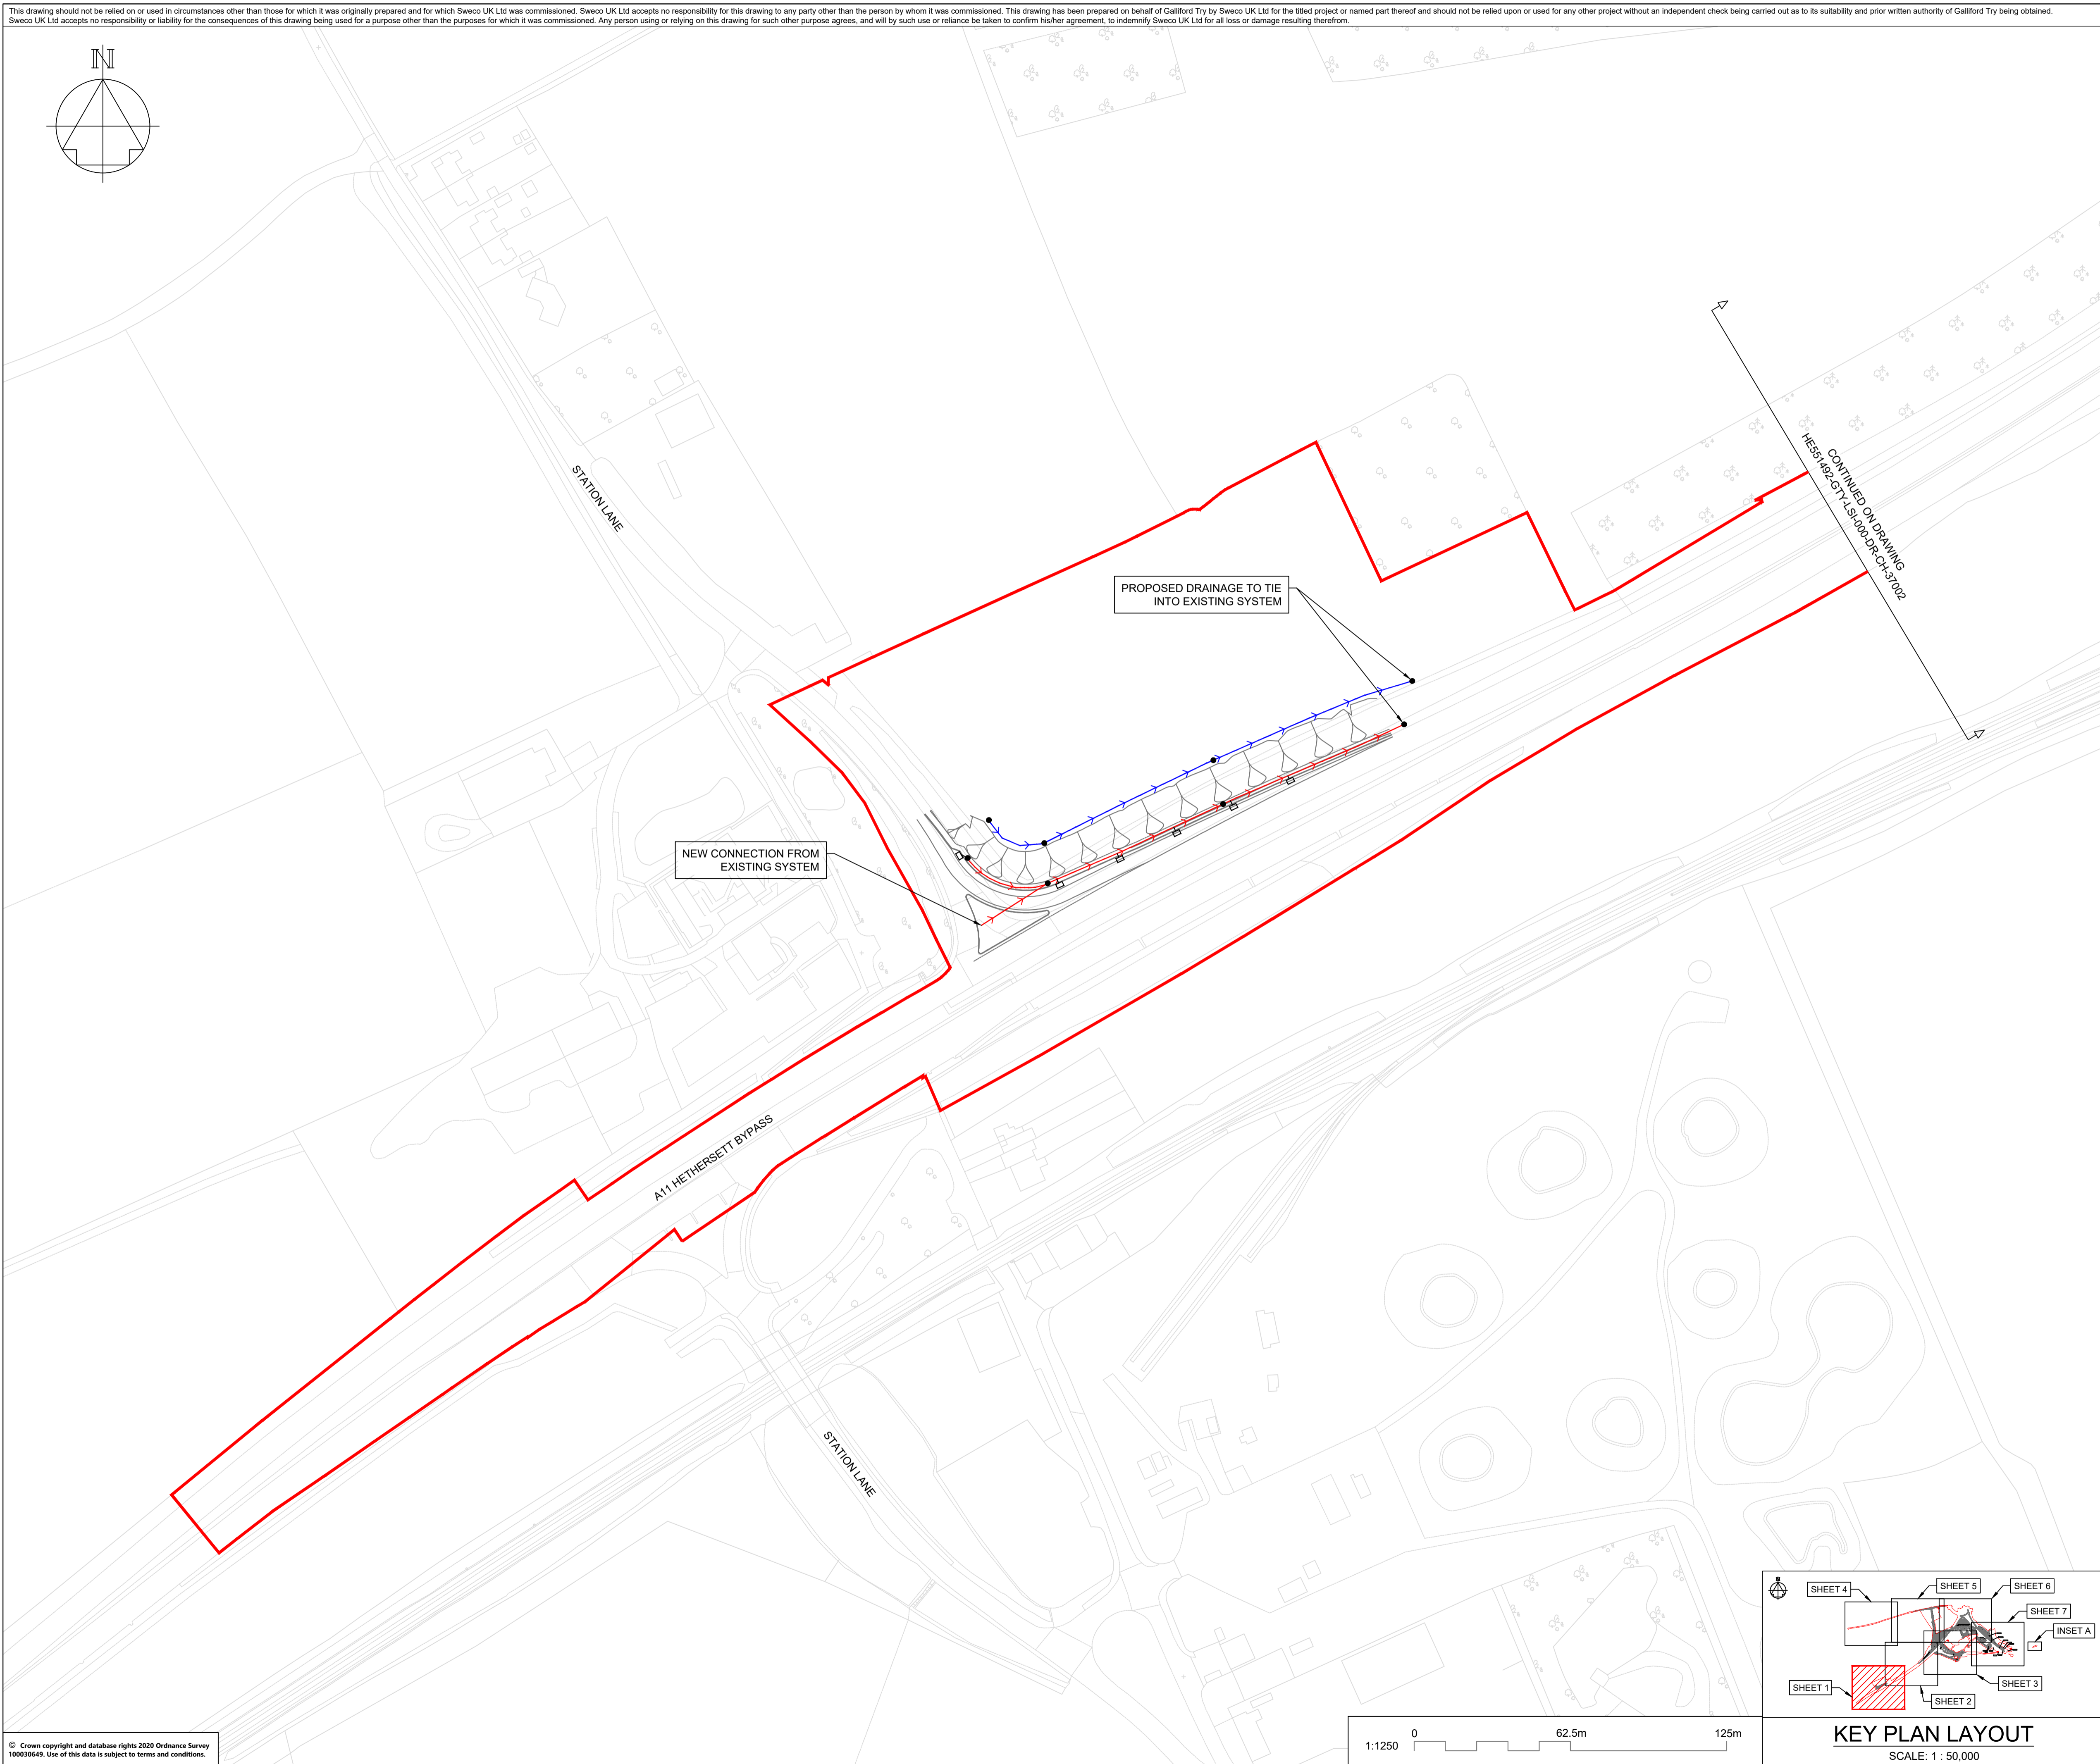 This drawing should not be relied on or used in circumstances other than those for which it was originally prepared and for which Sweco UK Ltd was commissioned. Sweco UK Ltd accepts no responsibility for this drawing to any party other than the person by whom it was commissioned. This drawing has been prepared on behalf of Galliford Try by Sweco UK Ltd for the titled project or named part thereof and should not be relied upon or used for any other project without an independent check being carried out as to its suitability and prior written authority of Galliford Try being obtained.
Sweco UK Ltd accepts no responsibility or liability for the consequences of this drawing being used for a purpose other than the purposes for which it was commissioned. Any person using or relying on this drawing for such other purpose agrees, and will by such use or reliance be taken to confirm his/her agreement, to indemnify Sweco UK Ltd for all loss or damage resulting therefrom.
N
STATION LANE
CONTINUED ON DRAWING
HE551492-GTY-LSI-000-DR-CH-37002
PROPOSED DRAINAGE TO TIE
INTO EXISTING SYSTEM
NEW CONNECTION FROM
EXISTING SYSTEM
A11 HETHERSETT BYPASS
STATION LANE
SHEET 4
SHEET 5
SHEET 6
SHEET 7
INSET A
SHEET 1
SHEET 3
SHEET 2
KEY PLAN LAYOUT
SCALE: 1 : 50,000
1:1250
0
62.5m
125m
© Crown copyright and database rights 2020 Ordnance Survey
100030649. Use of this data is subject to terms and conditions.